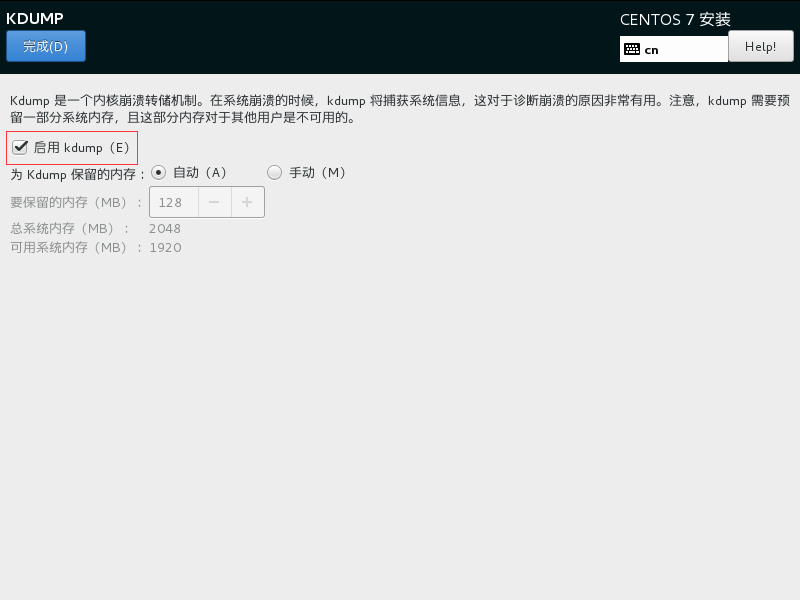 KDUMP
CENTOS 7 安装
完成(D)
cn
Help!
Kdump 是一个内核崩溃转储机制。在系统崩溃的时候，kdump 将捕获系统信息，这对于诊断崩溃的原因非常有用。注意，kdump 需要预
留一部分系统内存，且这部分内存对于其他用户是不可用的。
启用 kdump（E）
为 Kdump 保留的内存： 自动（A） 手动（M）
要保留的内存（MB）： 128 − +
总系统内存（MB）： 2048
可用系统内存（MB）： 1920